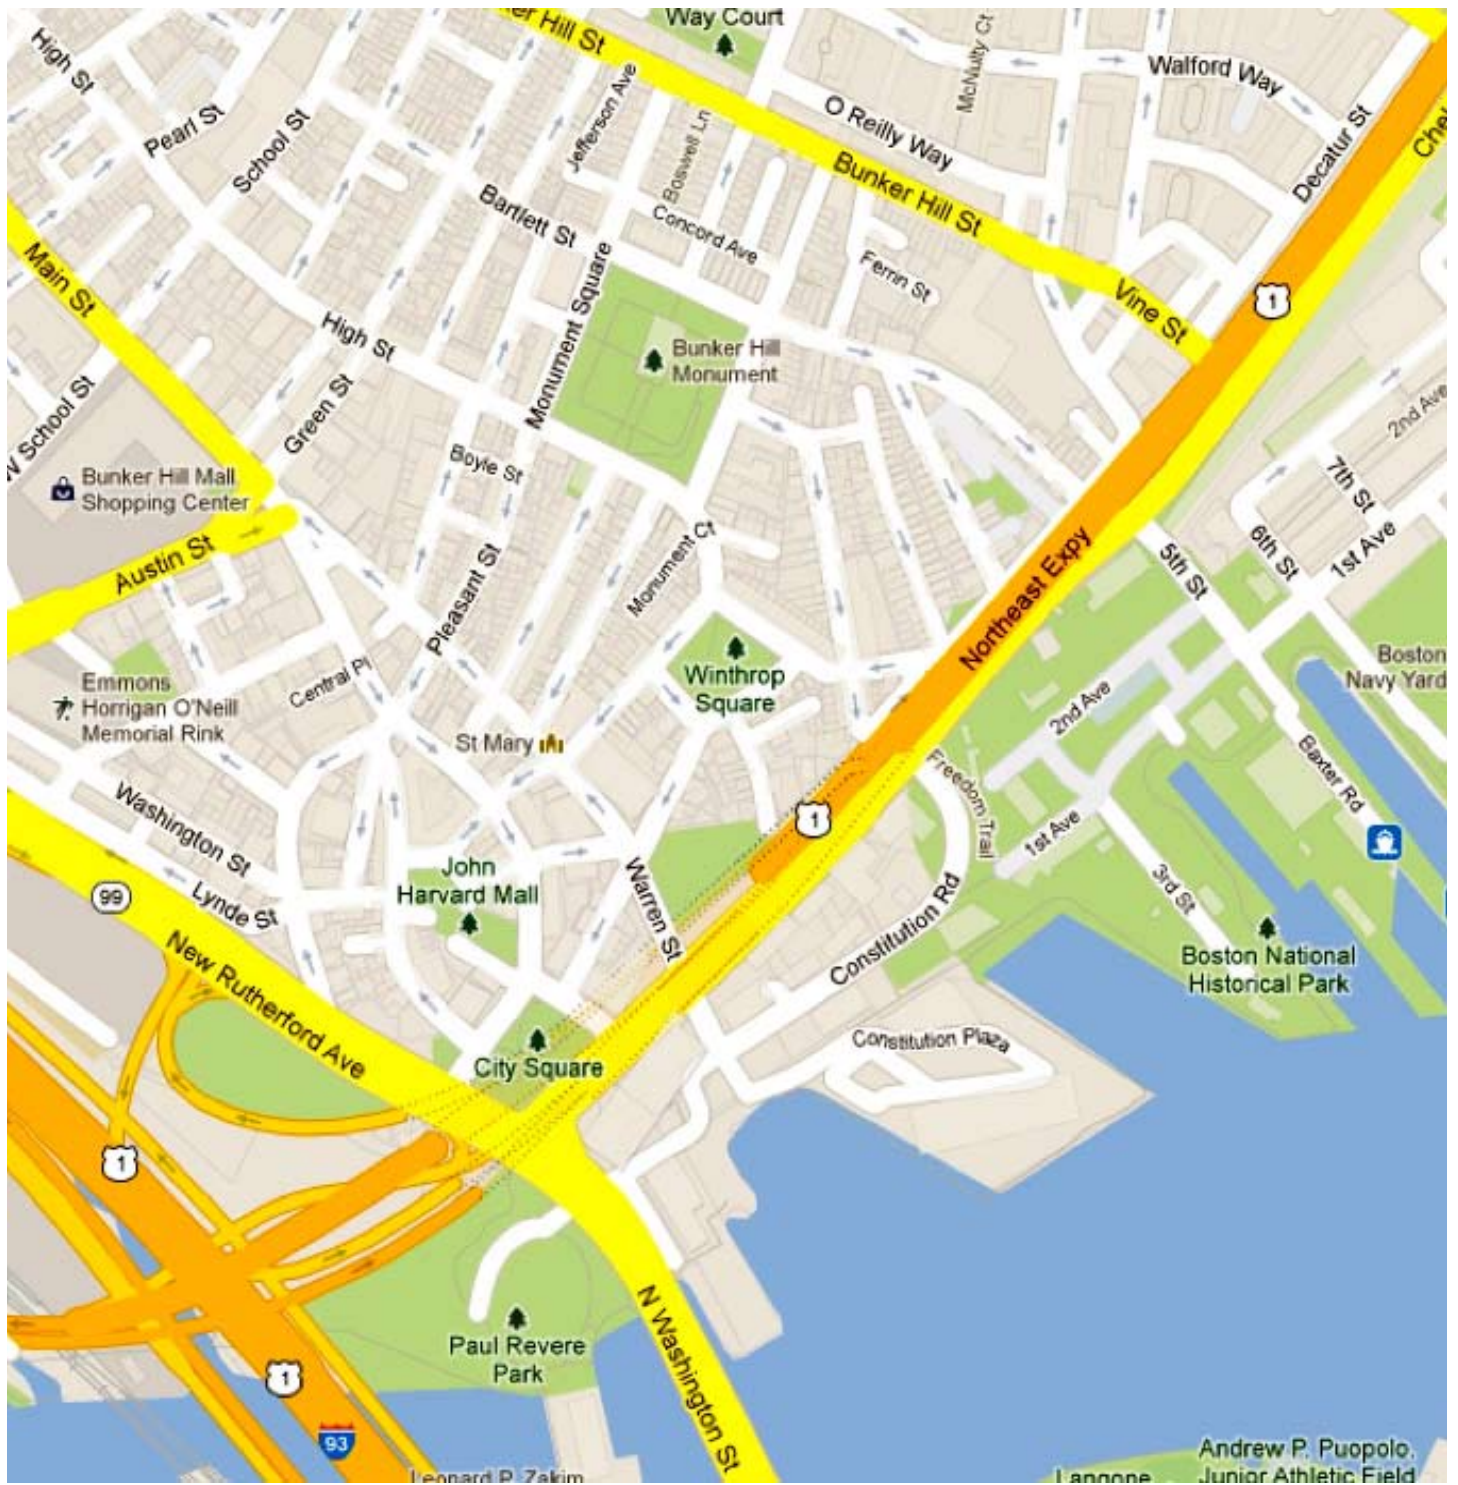 Way Court
er Hill St
High St
McNulty Ct
Walford Way
Pearl St
School St
Jefferson Ave
Boswell Ln
O Reilly Way
Decatur St
Bunker Hill St
Bartlett St
Concord Ave
Ferrin St
Main St
High St
Monument Square
Vine St
1
Bunker Hill
Monument
School St
Green St
Boyle St
2nd Ave
7th St
Bunker Hill Mall
Shopping Center
Austin St
Pleasant St
Monument Ct
Northeast Expy
5th St
6th St
1st Ave
Emmons
Horrigan O'Neill
Memorial Rink
Central Pl
St Mary
Winthrop
Square
2nd Ave
Boston
Navy Yard
Baxter Rd
Freedom Trail
1
1st Ave
3rd St
Washington St
Lynde St
99
John
Harvard Mall
Warren St
Constitution Rd
Boston National
Historical Park
New Rutherford Ave
City Square
Constitution Plaza
1
N Washington St
Paul Revere
Park
1
93
Leonard P. Zakim
Langone
Andrew P. Puopolo.
Junior Athletic Field